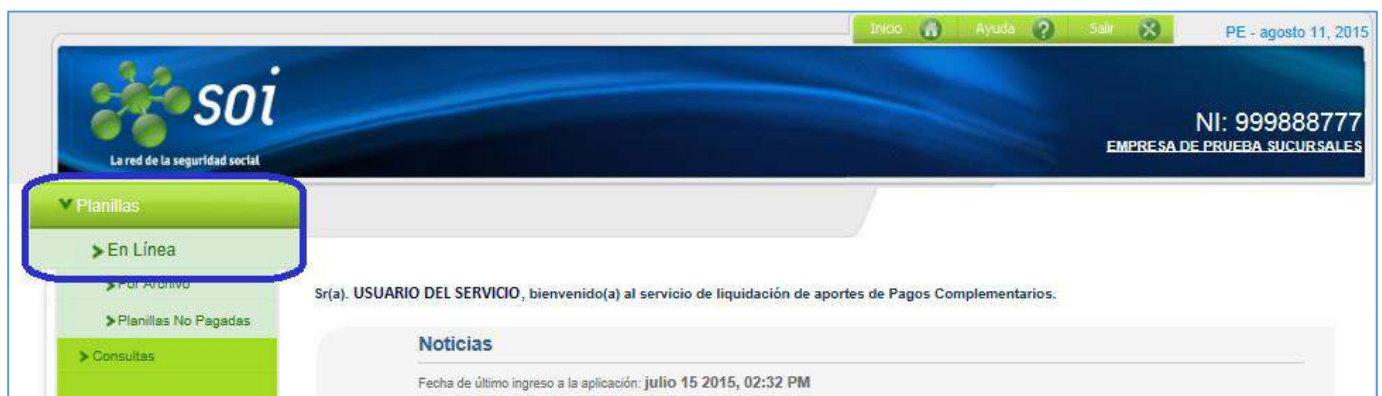 Inicio Ayuda ? Salir PE - agosto 11, 2015
soi
La red de la seguridad social
NI: 999888777
EMPRESA DE PRUEBA SUCURSALES
Planillas
En Línea
Por Archivo
Sr(a). USUARIO DEL SERVICIO, bienvenido(a) al servicio de liquidación de aportes de Pagos Complementarios.
Planillas No Pagadas
Noticias
Consultas
Fecha de último ingreso a la aplicación: julio 15 2015, 02:32 PM